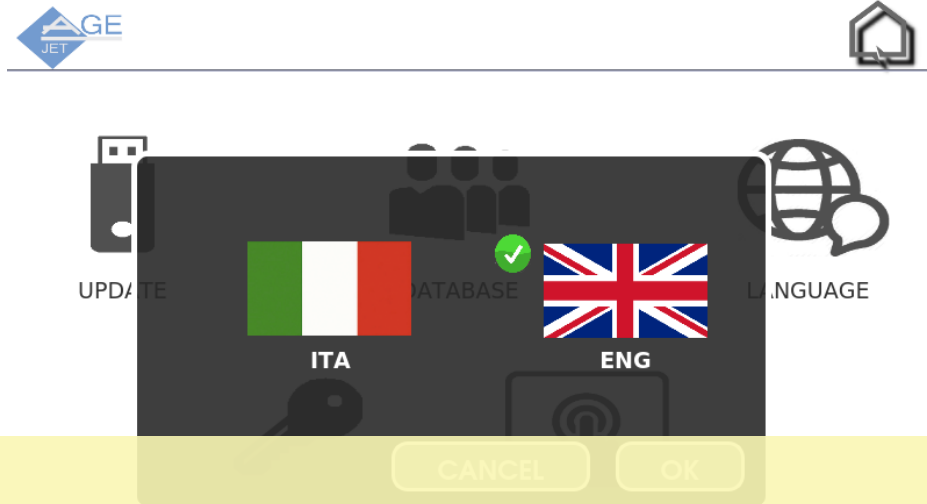 AGE
JET
UPDATE
DATABASE
LANGUAGE
ITA
ENG
CANCEL
OK